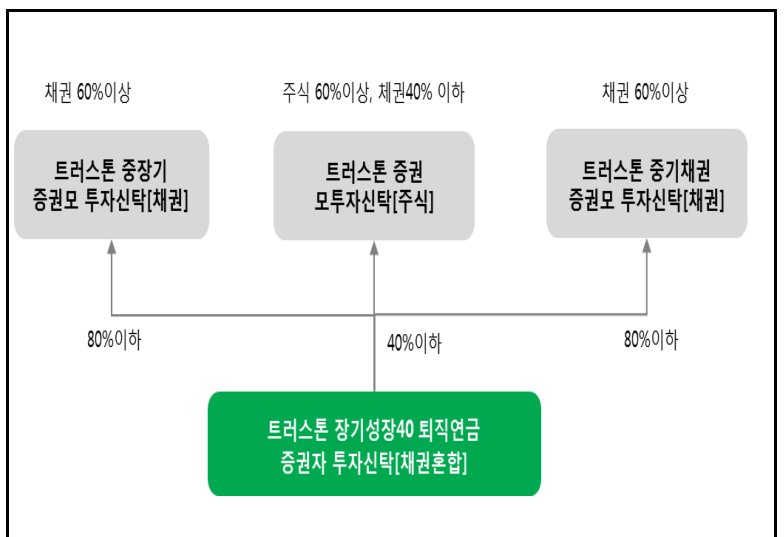 채권 60%이상
주식 60%이상, 체권40% 이하
채권 60%이상
트러스톤 중장기
증권모 투자신탁[채권]
트러스톤 증권
모투자신탁[주식]
트러스톤 중기채권
증권모 투자신탁[채권]
80%이하
40%이하
80%이하
트러스톤 장기성장40 퇴직연금
증권자 투자신탁[채권혼합]